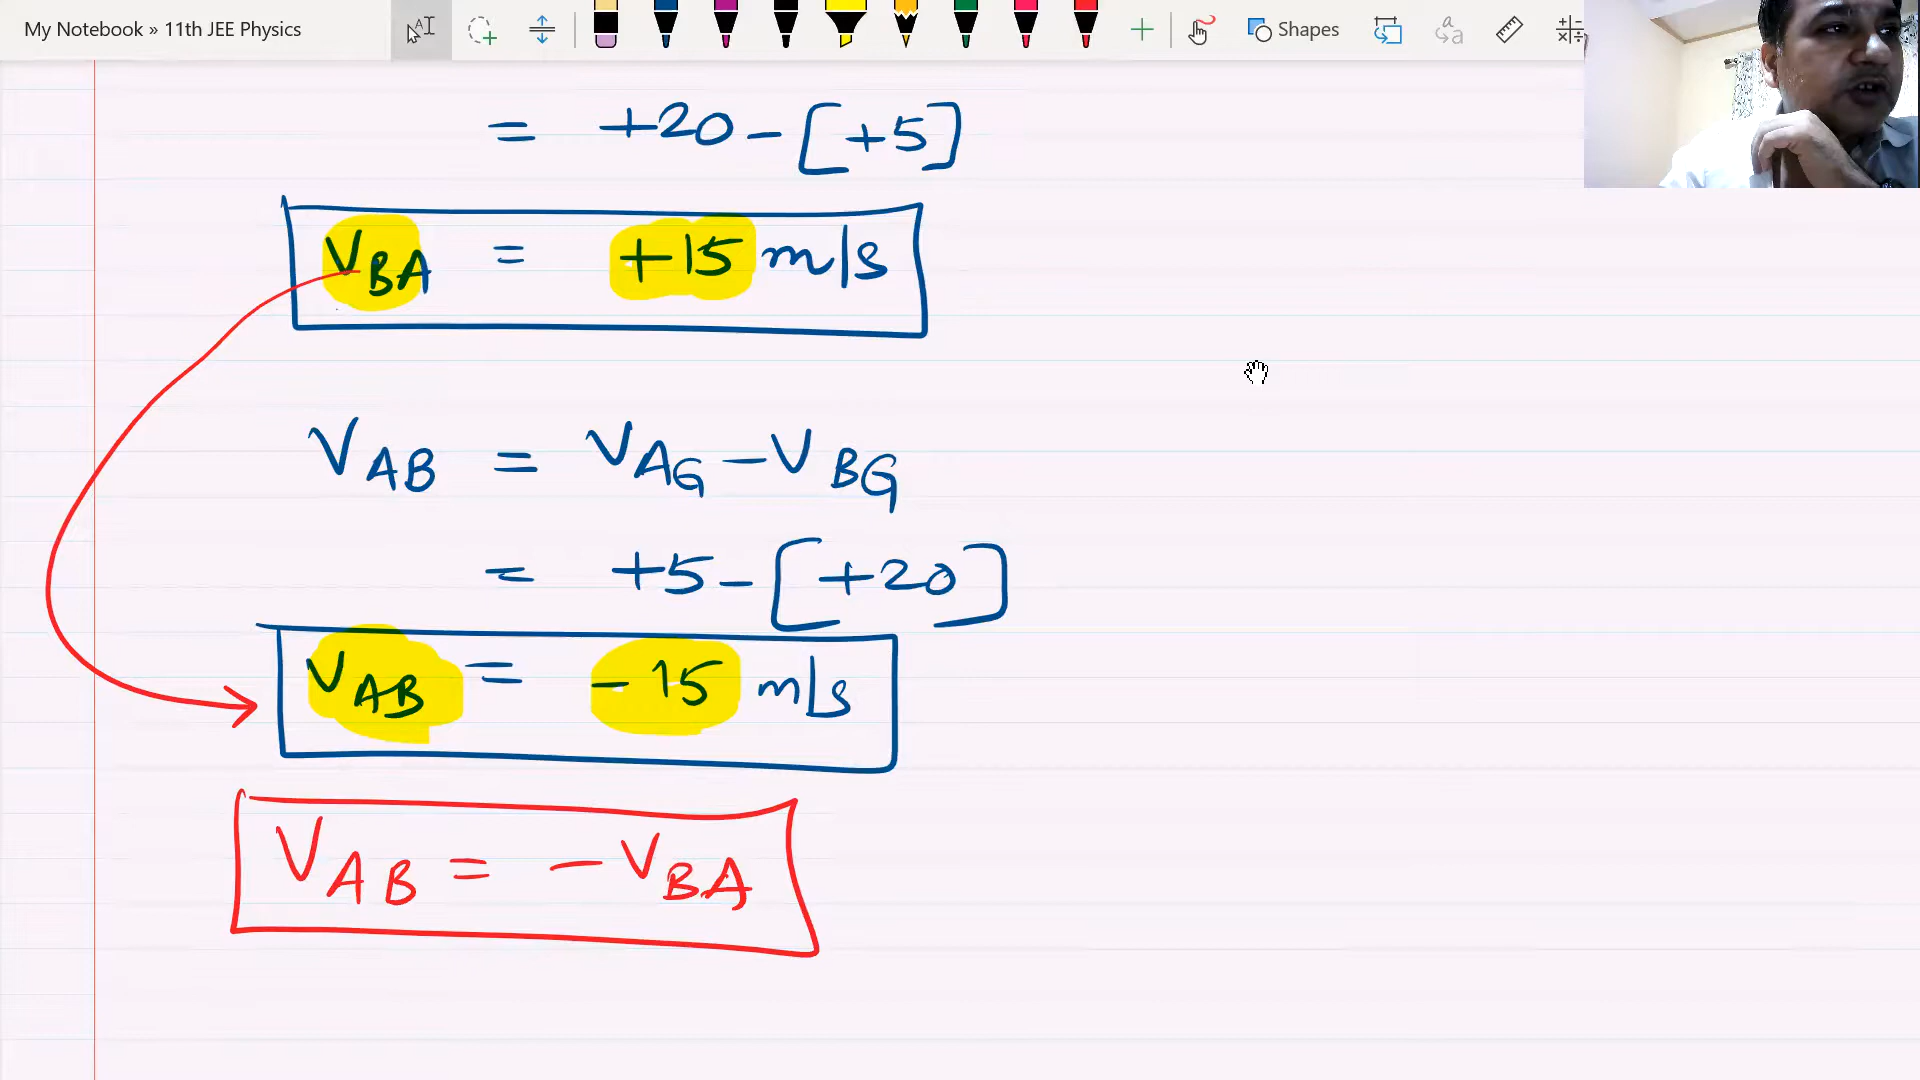 My Notebook » 11th JEE Physics
Shapes
= +20 - [+5]
VBA = +15 m/s
VAB = VAG - VBG
= +5 - [+20]
VAB = - 15 m/s
VAB = - VBA